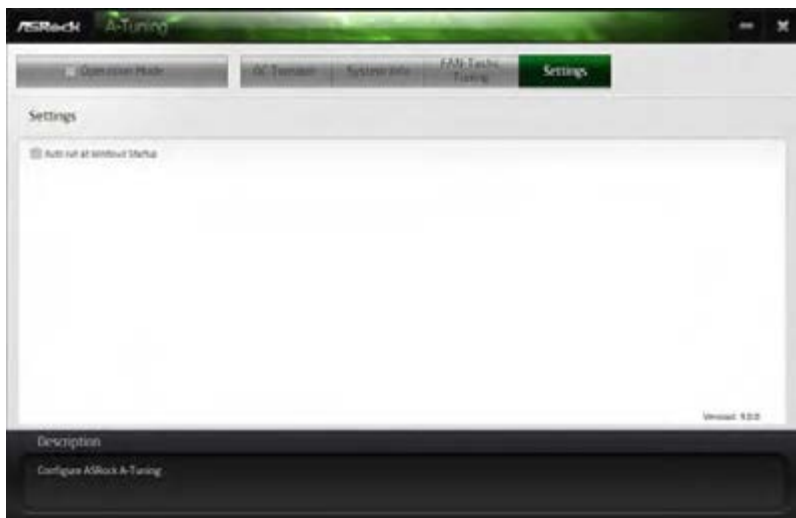 ASRock A-Tuning
Operation Mode
OC Tweaker
System Info
FAN-Tastic
Tuning
Settings
Settings
Auto run at Windows Startup
Version:
Description
Configure ASRock A-Tuning